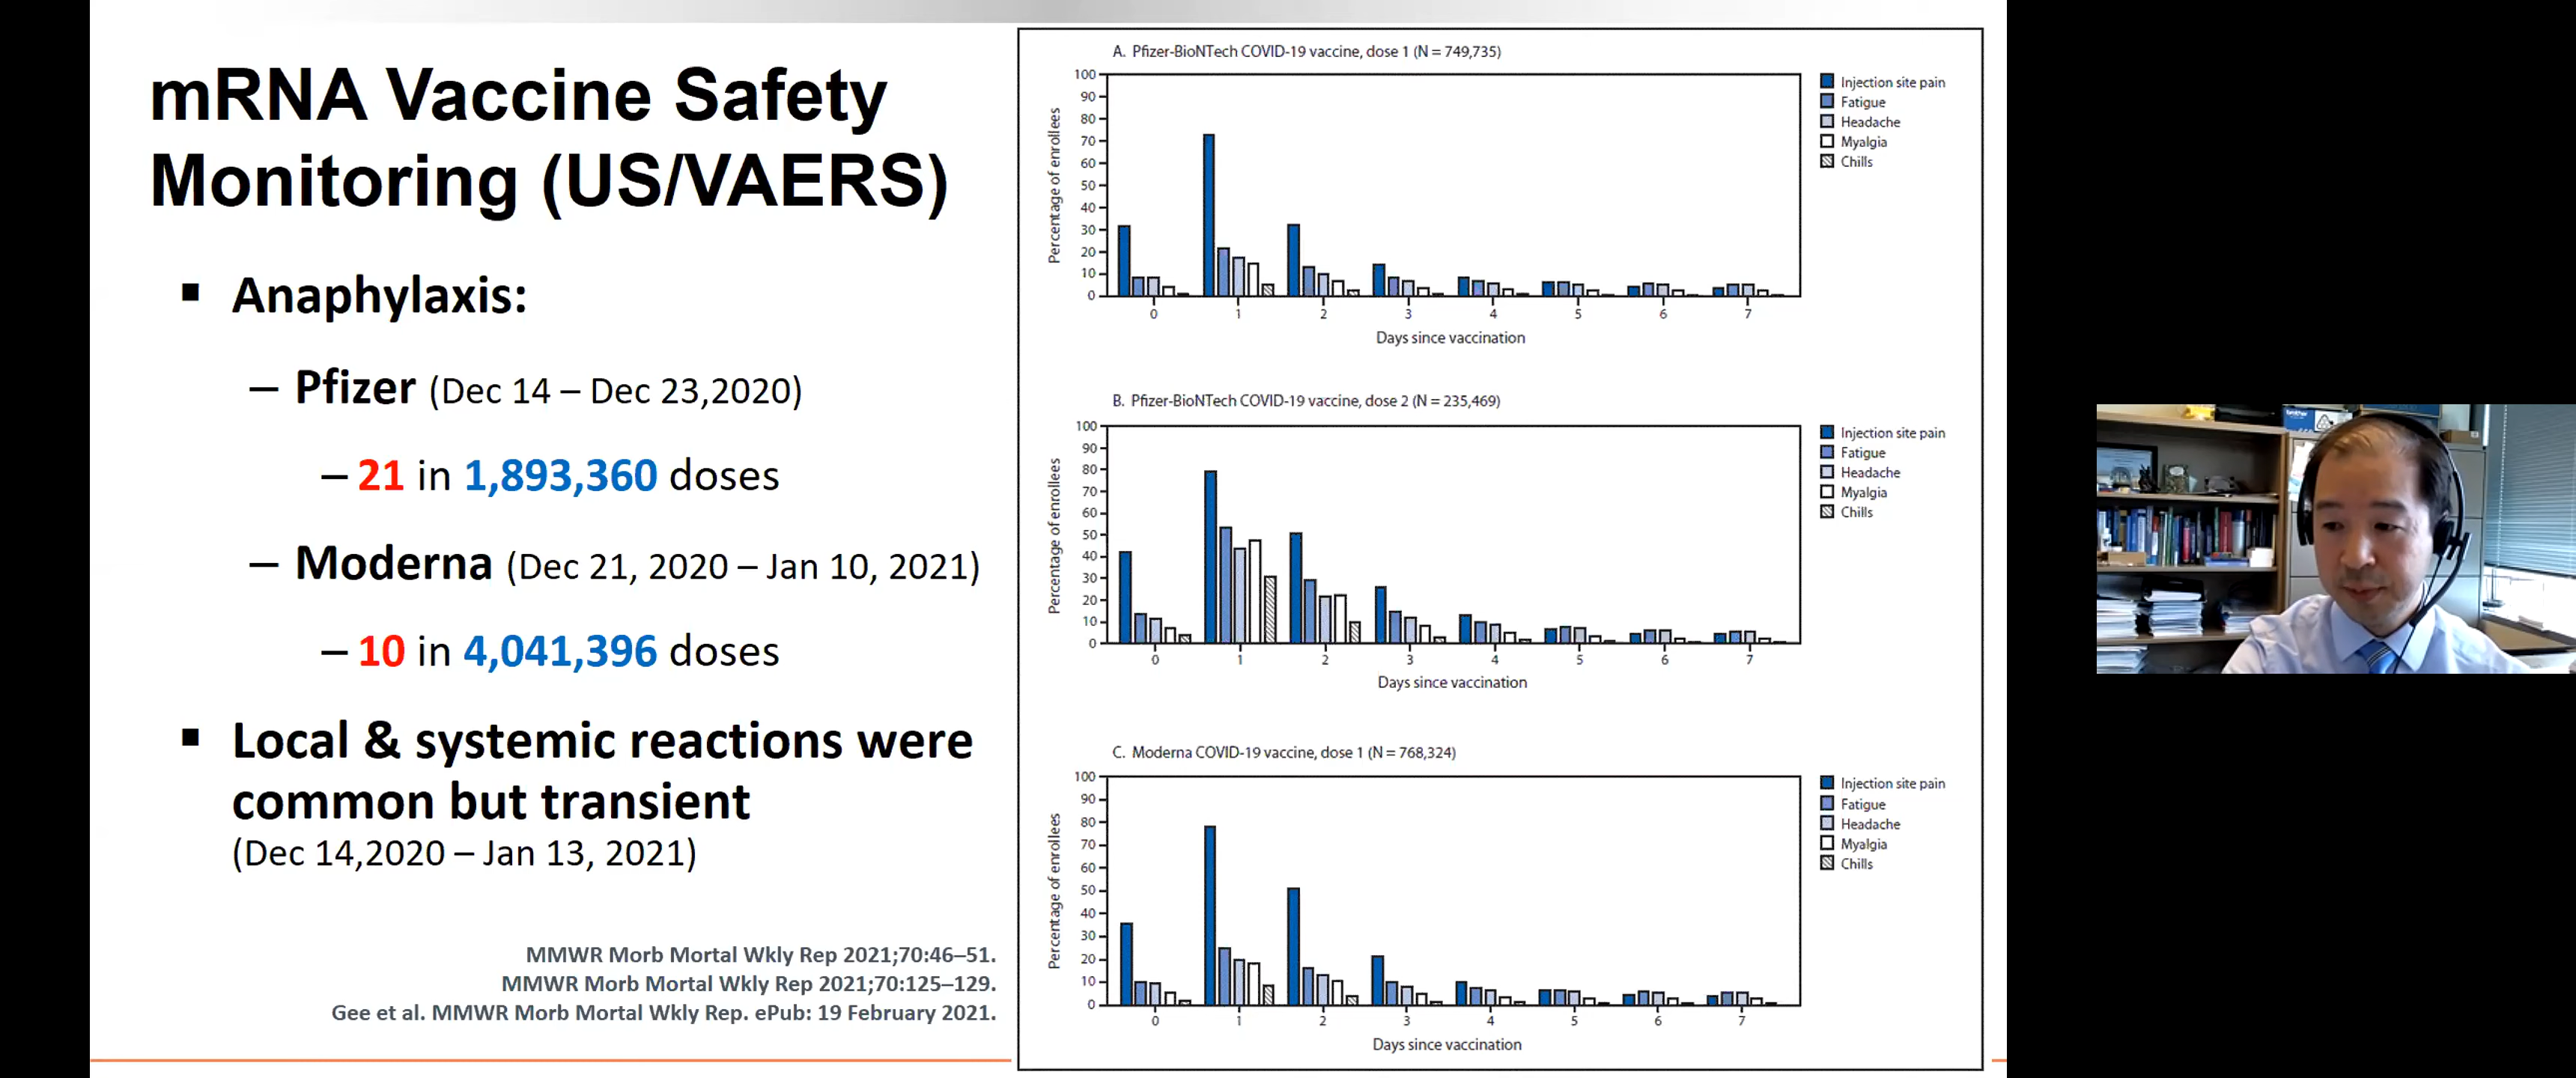 mRNA Vaccine Safety
Monitoring (US/VAERS)
▪ Anaphylaxis:
– Pfizer (Dec 14 – Dec 23,2020)
– 21 in 1,893,360 doses
– Moderna (Dec 21, 2020 – Jan 10, 2021)
– 10 in 4,041,396 doses
▪ Local & systemic reactions were
common but transient
(Dec 14,2020 – Jan 13, 2021)
MMWR Morb Mortal Wkly Rep 2021;70:46–51.
MMWR Morb Mortal Wkly Rep 2021;70:125–129.
Gee et al. MMWR Morb Mortal Wkly Rep. ePub: 19 February 2021.
A. Pfizer-BioNTech COVID-19 vaccine, dose 1 (N = 749,735)
Percentage of enrollees
100
90
80
70
60
50
40
30
20
10
0
0 1 2 3 4 5 6 7
Days since vaccination
Injection site pain
Fatigue
Headache
Myalgia
Chills
B. Pfizer-BioNTech COVID-19 vaccine, dose 2 (N = 235,469)
Percentage of enrollees
100
90
80
70
60
50
40
30
20
10
0
0 1 2 3 4 5 6 7
Days since vaccination
Injection site pain
Fatigue
Headache
Myalgia
Chills
C. Moderna COVID-19 vaccine, dose 1 (N = 768,324)
Percentage of enrollees
100
90
80
70
60
50
40
30
20
10
0
0 1 2 3 4 5 6 7
Days since vaccination
Injection site pain
Fatigue
Headache
Myalgia
Chills
brother